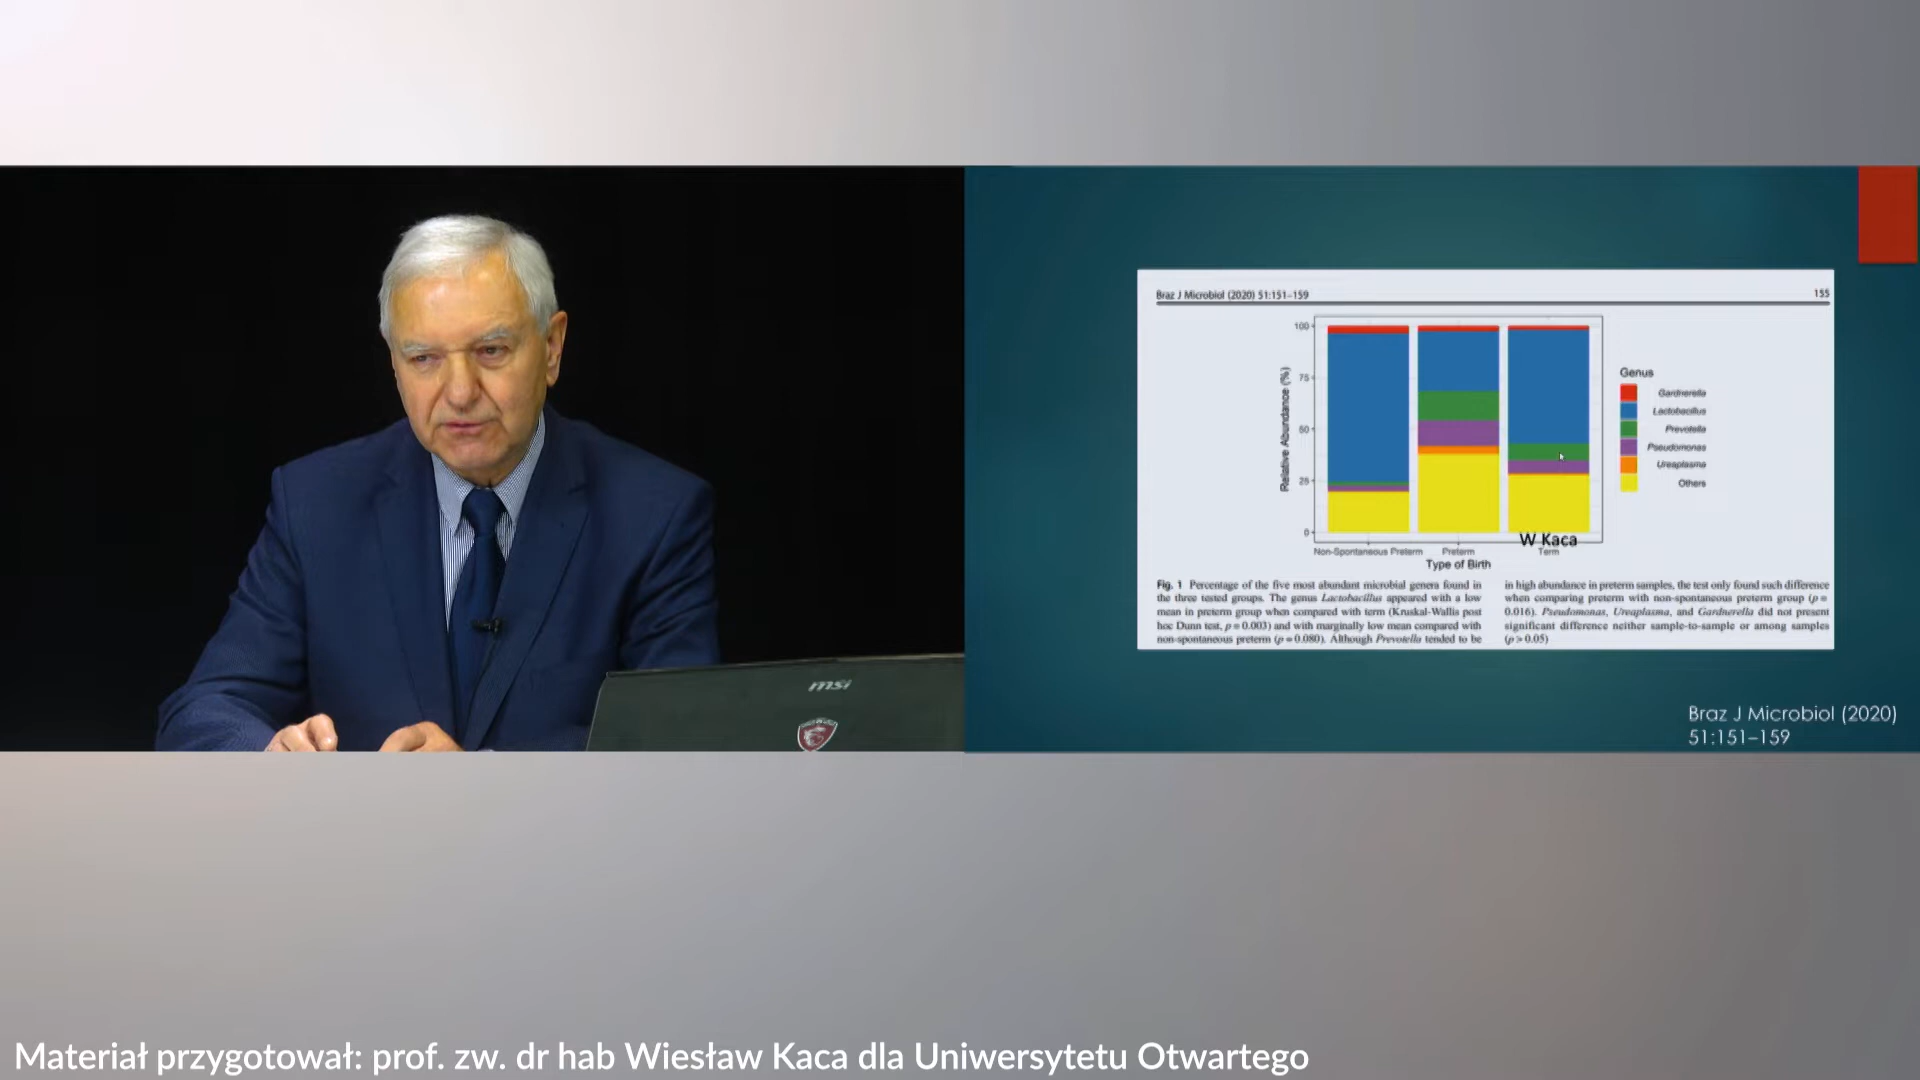 msi
Braz J Microbiol (2020) 51:151–159
155
100
75
50
25
0
Relative Abundance (%)
Genus
Gardnerella
Lactobacillus
Prevotella
Pseudomonas
Ureaplasma
Others
W Kaca
Non-Spontaneous Preterm
Preterm
Term
Type of Birth
Fig. 1 Percentage of the five most abundant microbial genera found in
the three tested groups. The genus Lactobacillus appeared with a low
mean in preterm group when compared with term (Kruskal-Wallis post
hoc Dunn test, p = 0.003) and with marginally low mean compared with
non-spontaneous preterm (p = 0.080). Although Prevotella tended to be
in high abundance in preterm samples, the test only found such difference
when comparing preterm with non-spontaneous preterm group (p =
0.016). Pseudomonas, Ureaplasma, and Gardnerella did not present
significant difference neither sample-to-sample or among samples
(p > 0.05)
Braz J Microbiol (2020)
51:151–159
Materiał przygotował: prof. zw. dr hab Wiesław Kaca dla Uniwersytetu Otwartego